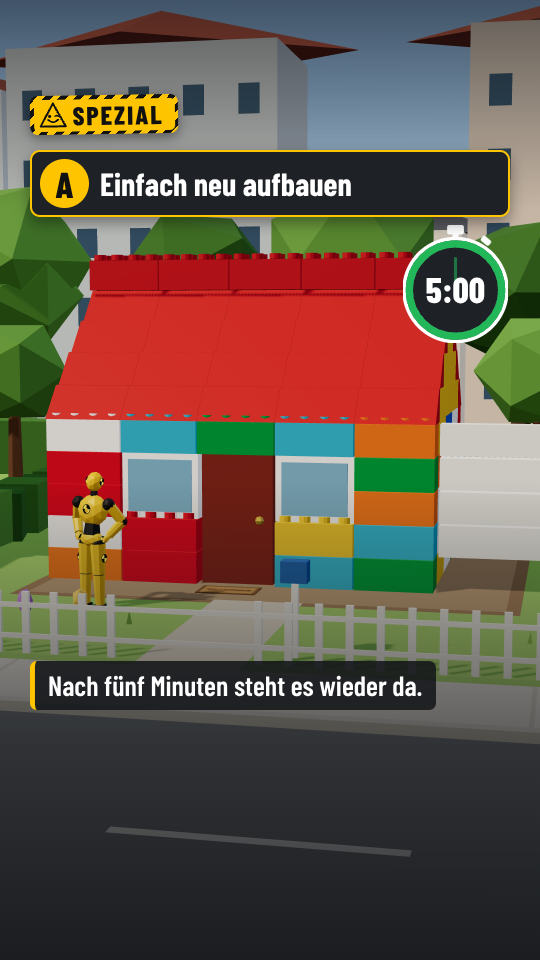 SPEZIAL
A Einfach neu aufbauen
5:00
Nach fünf Minuten steht es wieder da.